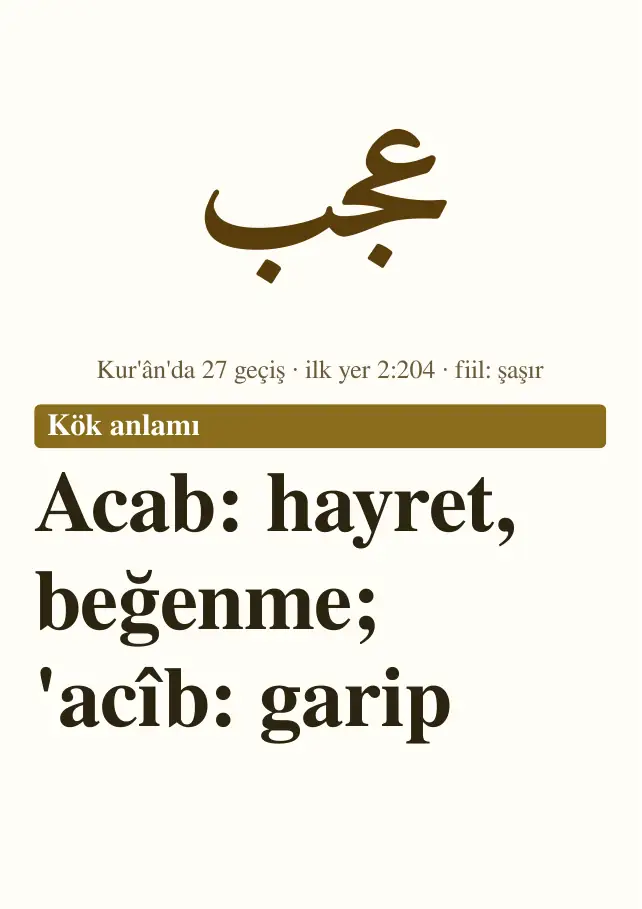 عجب
Kur'ân'da 27 geçiş · ilk yer 2:204 · fiil: şaşır
Kök anlamı
Acab: hayret,
beğenme;
'acîb: garip